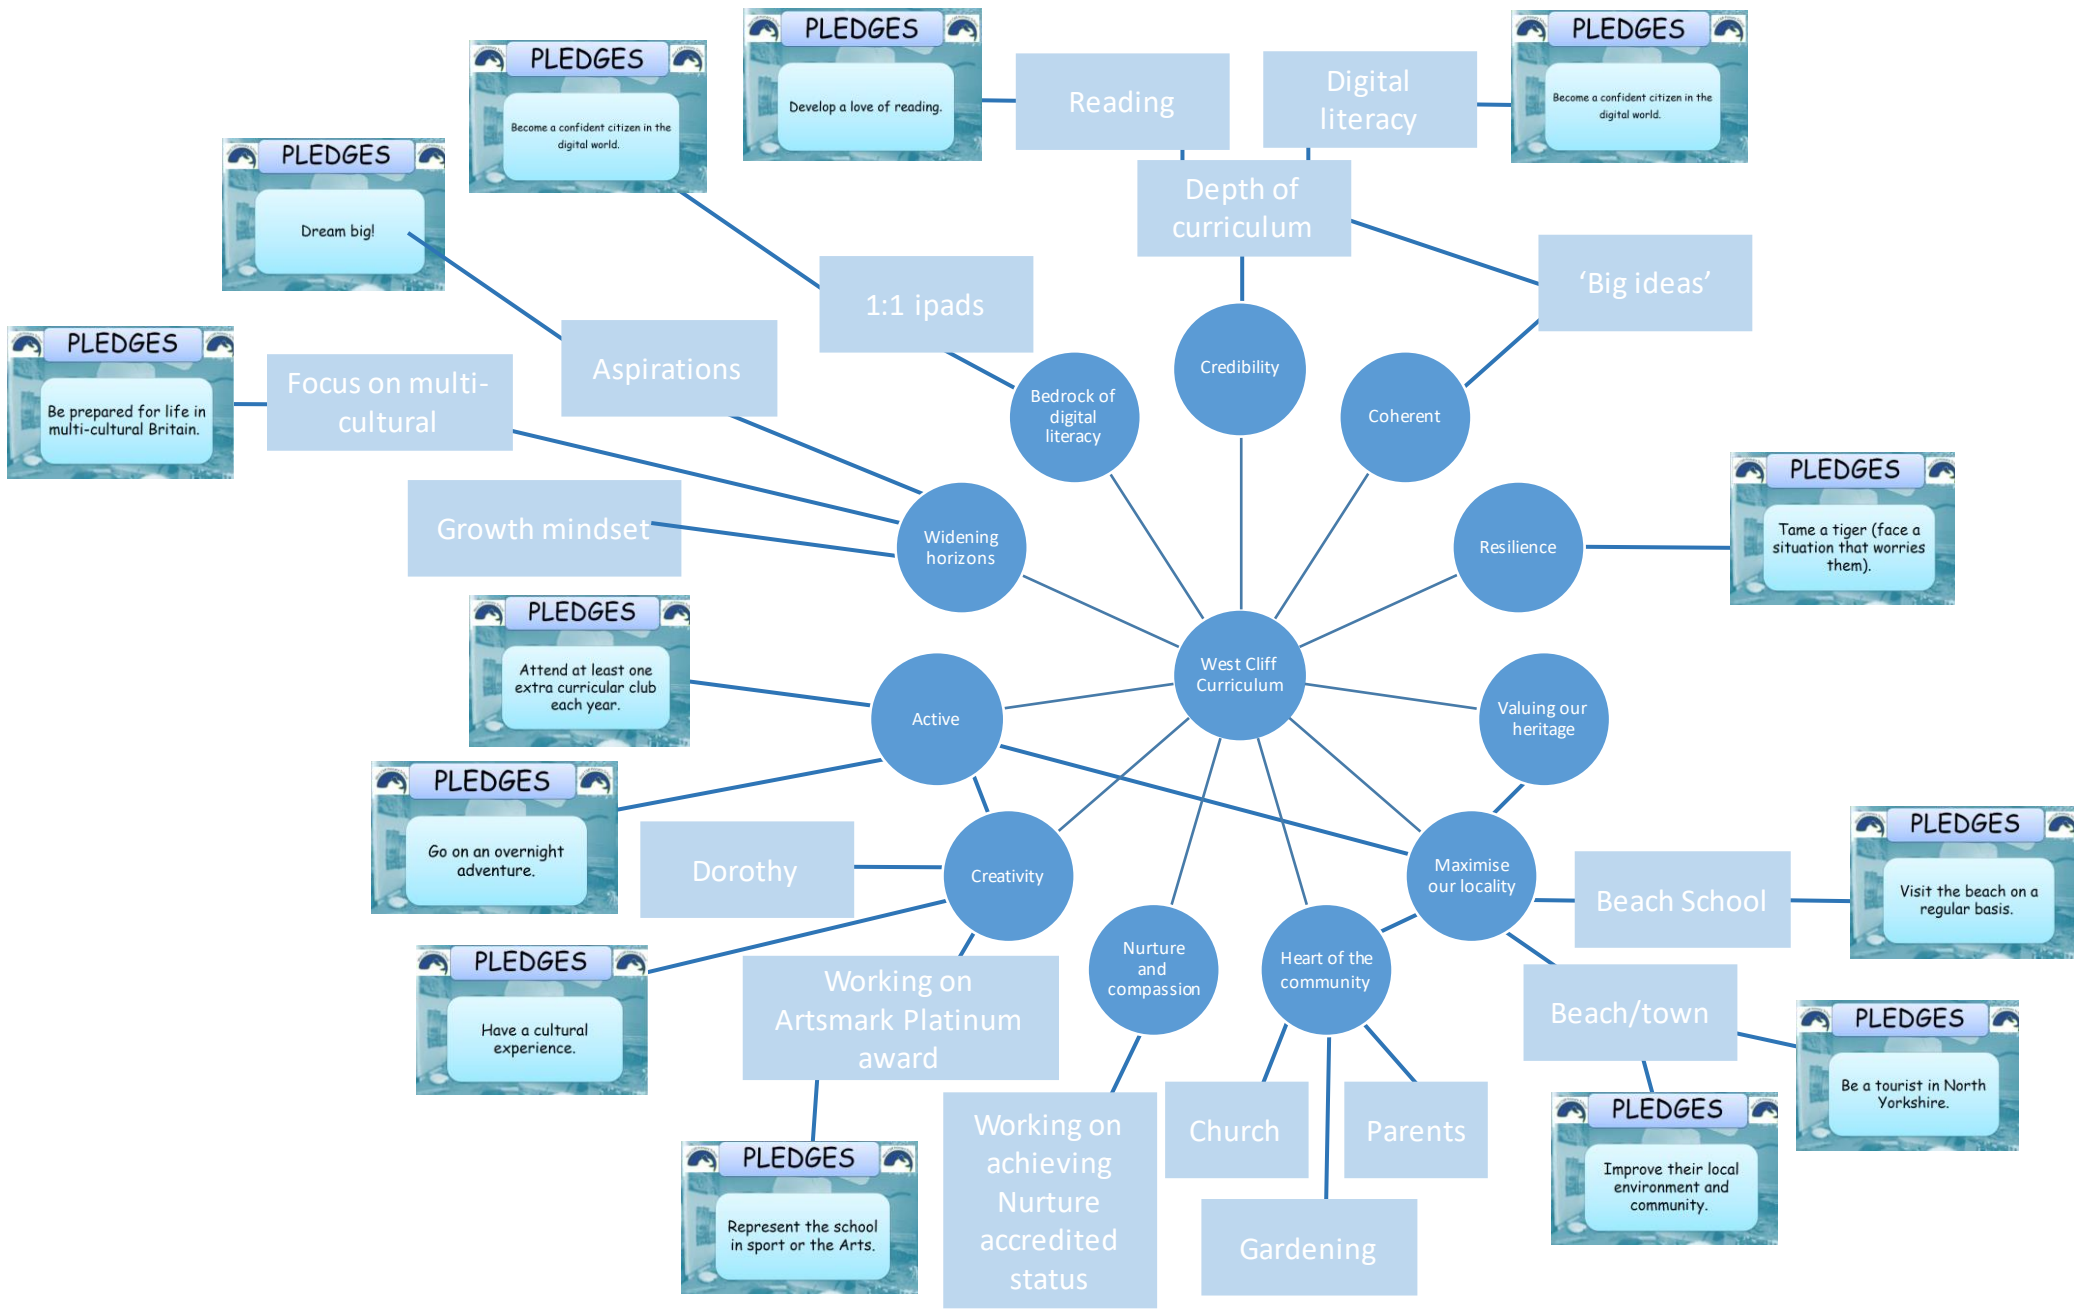 PLEDGES
Develop a love of reading.
PLEDGES
Become a confident citizen in the
digital world.
PLEDGES
Become a confident citizen in the
digital world.
Reading
Digital
literacy
PLEDGES
Dream big!
Depth of
curriculum
'Big ideas'
1:1 ipads
Aspirations
PLEDGES
Be prepared for life in
multi-cultural Britain.
Focus on multi-
cultural
Credibility
Bedrock of
digital
literacy
Coherent
Growth mindset
Widening
horizons
Resilience
PLEDGES
Tame a tiger (face a
situation that worries
them).
PLEDGES
Attend at least one
extra curricular club
each year.
Active
West Cliff
Curriculum
Valuing our
heritage
PLEDGES
Go on an overnight
adventure.
Dorothy
Creativity
Maximise
our locality
Beach School
PLEDGES
Visit the beach on a
regular basis.
PLEDGES
Have a cultural
experience.
Working on
Artsmark Platinum
award
Nurture
and
compassion
Heart of the
community
Beach/town
PLEDGES
Be a tourist in North
Yorkshire.
PLEDGES
Represent the school
in sport or the Arts.
Working on
achieving
Nurture
accredited
status
Church
Parents
Gardening
PLEDGES
Improve their local
environment and
community.